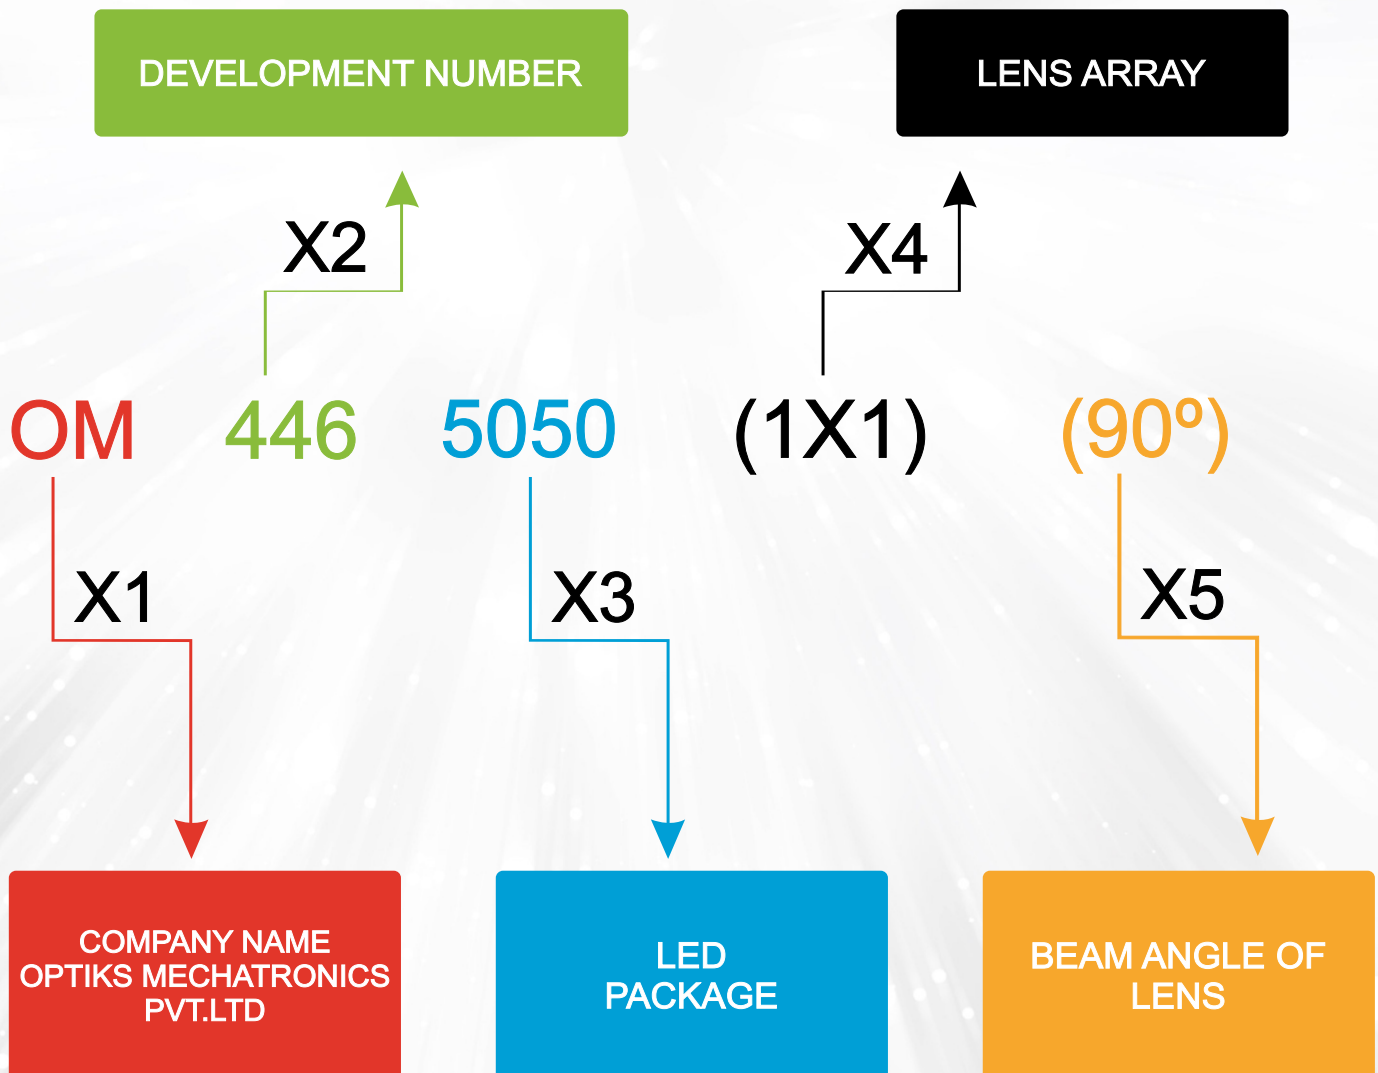 DEVELOPMENT NUMBER
LENS ARRAY
X2
X4
OM 446 5050 (1X1) (90º)
X1
X3
X5
COMPANY NAME
OPTIKS MECHATRONICS
PVT.LTD
LED
PACKAGE
BEAM ANGLE OF
LENS